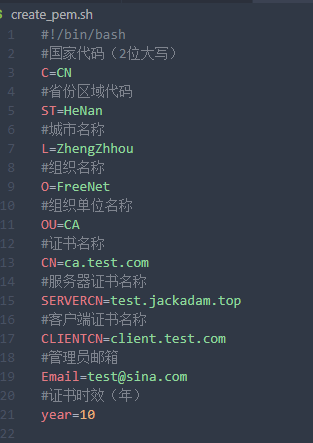 create_pem.sh
1 #!/bin/bash
2 #国家代码（2位大写）
3 C=CN
4 #省份区域代码
5 ST=HeNan
6 #城市名称
7 L=ZhengZhhou
8 #组织名称
9 O=FreeNet
10 #组织单位名称
11 OU=CA
12 #证书名称
13 CN=ca.test.com
14 #服务器证书名称
15 SERVERCN=test.jackadam.top
16 #客户端证书名称
17 CLIENTCN=client.test.com
18 #管理员邮箱
19 Email=test@sina.com
20 #证书时效（年）
21 year=10
22